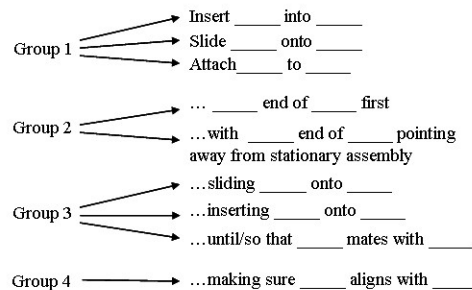 Group 1
Insert _____ into _____
Slide _____ onto _____
Attach_____ to _____
Group 2
… _____ end of _____ first
…with _____ end of _____ pointing
away from stationary assembly
Group 3
…sliding _____ onto _____
…inserting _____ onto _____
…until/so that _____ mates with _____
Group 4
…making sure _____ aligns with _____